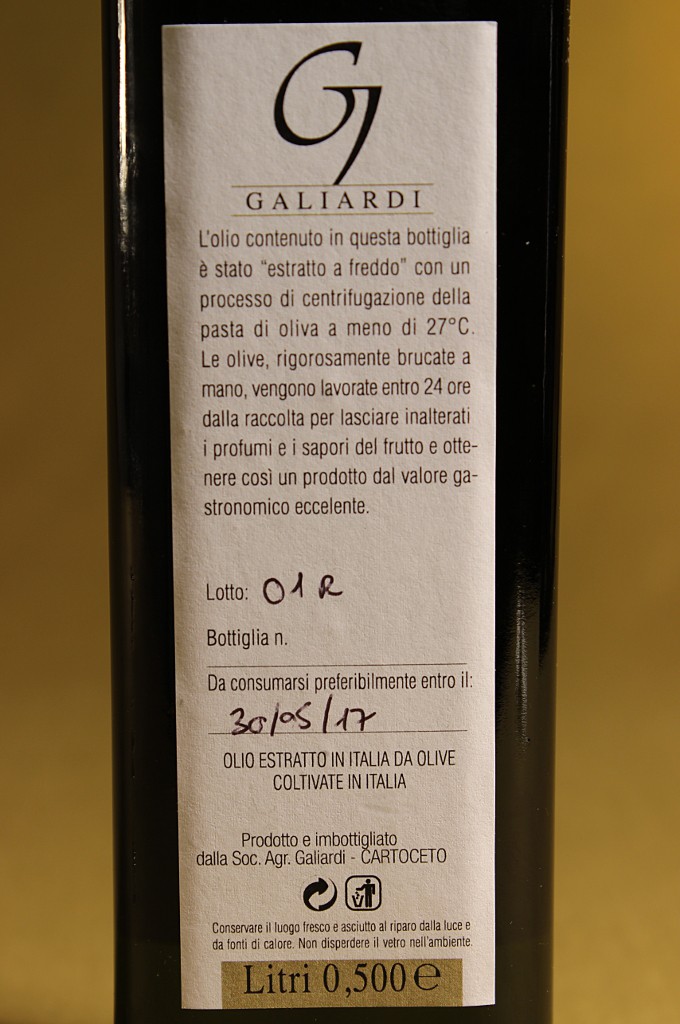 G
GALIARDI
L'olio contenuto in questa bottiglia
è stato "estratto a freddo" con un
processo di centrifugazione della
pasta di oliva a meno di 27°C.
Le olive, rigorosamente brucate a
mano, vengono lavorate entro 24 ore
dalla raccolta per lasciare inalterati
i profumi e i sapori del frutto e otte-
nere così un prodotto dal valore ga-
stronomico eccelente.
Lotto: 01 R
Bottiglia n.
Da consumarsi preferibilmente entro il:
30/05/17
OLIO ESTRATTO IN ITALIA DA OLIVE
COLTIVATE IN ITALIA
Prodotto e imbottigliato
dalla Soc. Agr. Galiardi - CARTOCETO
Conservare il luogo fresco e asciutto al riparo dalla luce e
da fonti di calore. Non disperdere il vetro nell'ambiente.
Litri 0,500 ℮